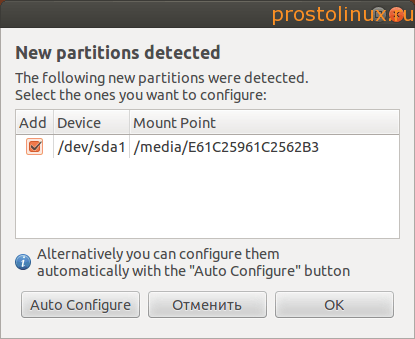 prostolinux.ru
New partitions detected
The following new partitions were detected.
Select the ones you want to configure:
Add Device Mount Point
/dev/sda1 /media/E61C25961C2562B3
Alternatively you can configure them
automatically with the "Auto Configure" button
Auto Configure Отменить OK